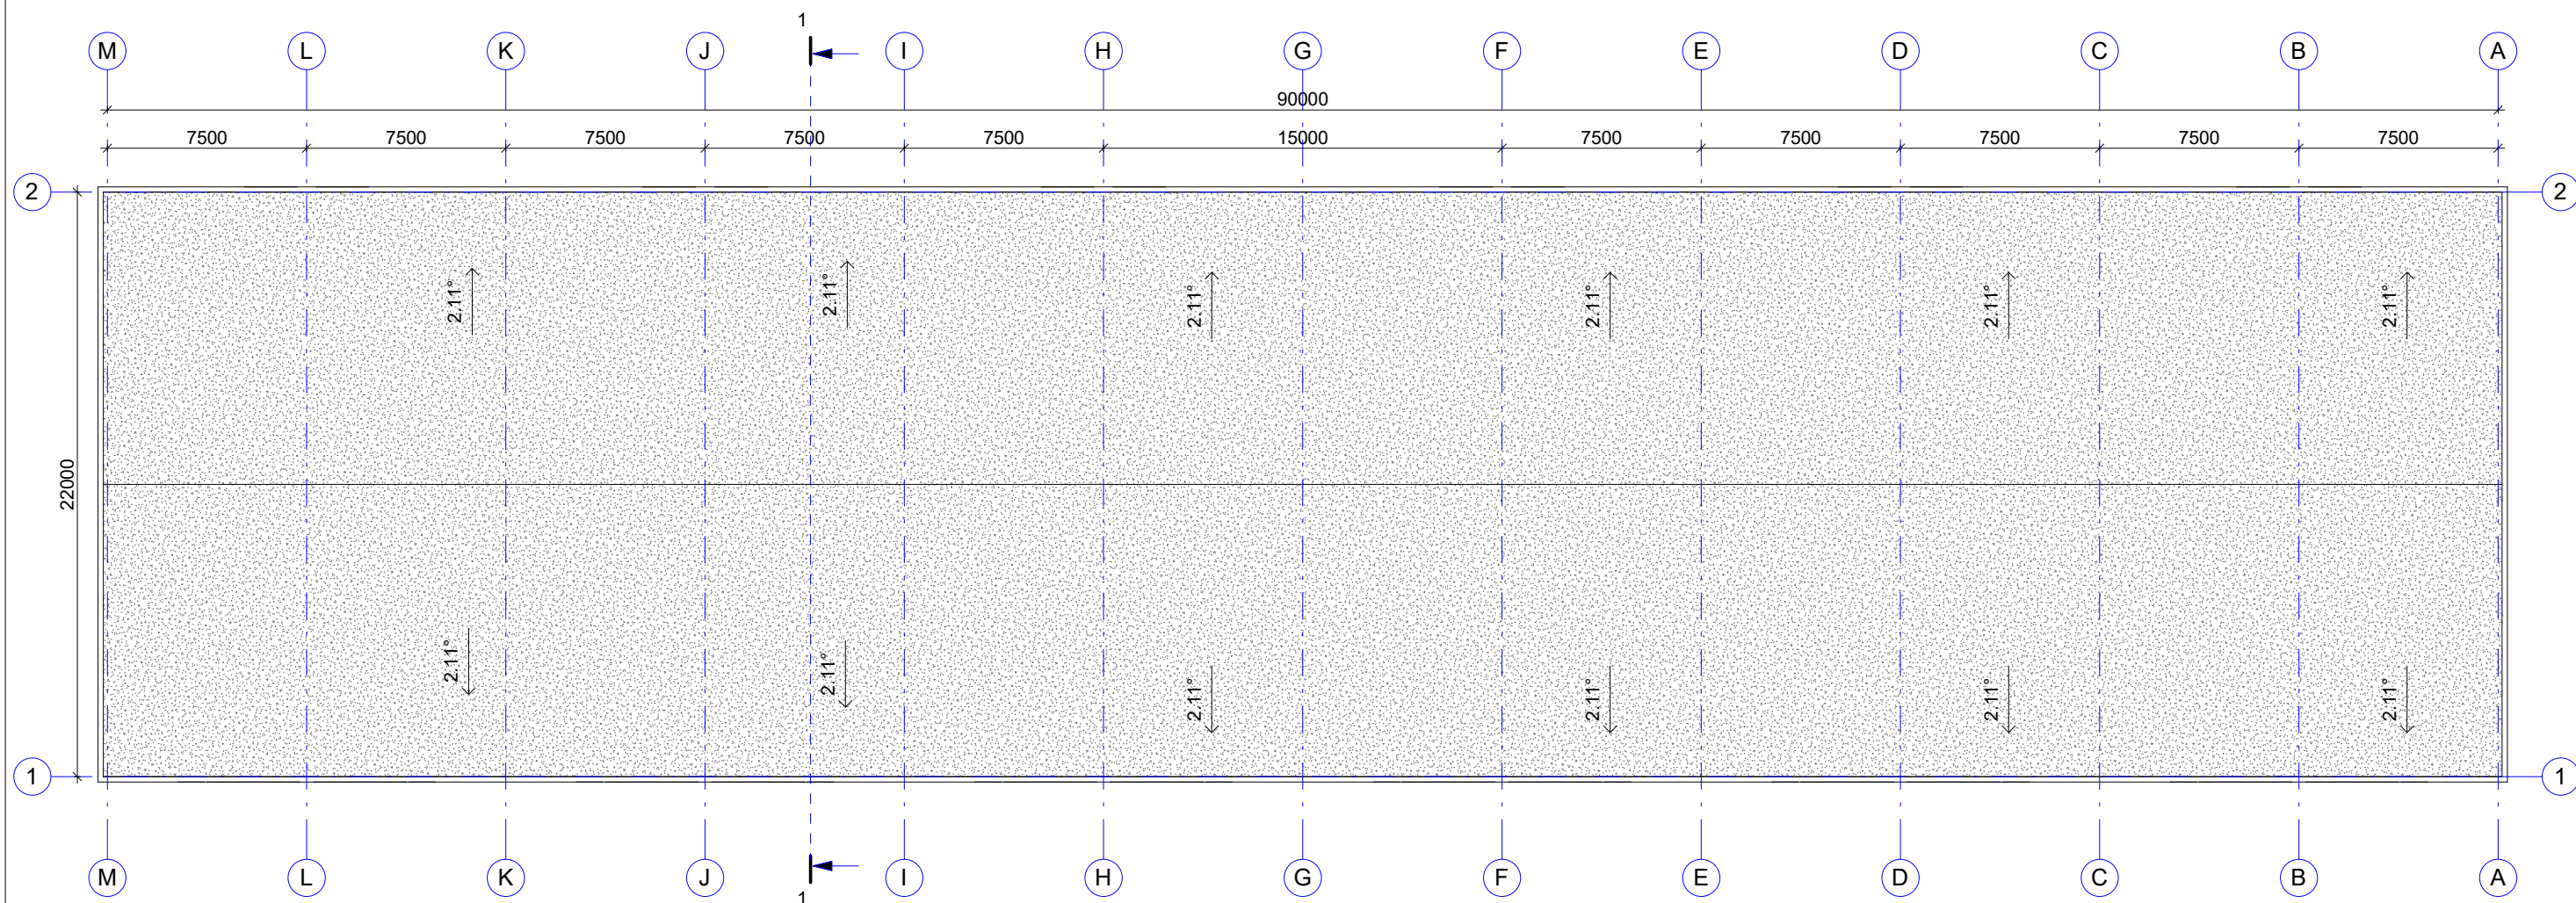 1
M L K J I H G F E D C B A
90000
7500 7500 7500 7500 7500 15000 7500 7500 7500 7500 7500
2 2
2.11° 2.11° 2.11° 2.11° 2.11° 2.11°
22000
2.11° 2.11° 2.11° 2.11° 2.11° 2.11°
1 1
M L K J I H G F E D C B A
1